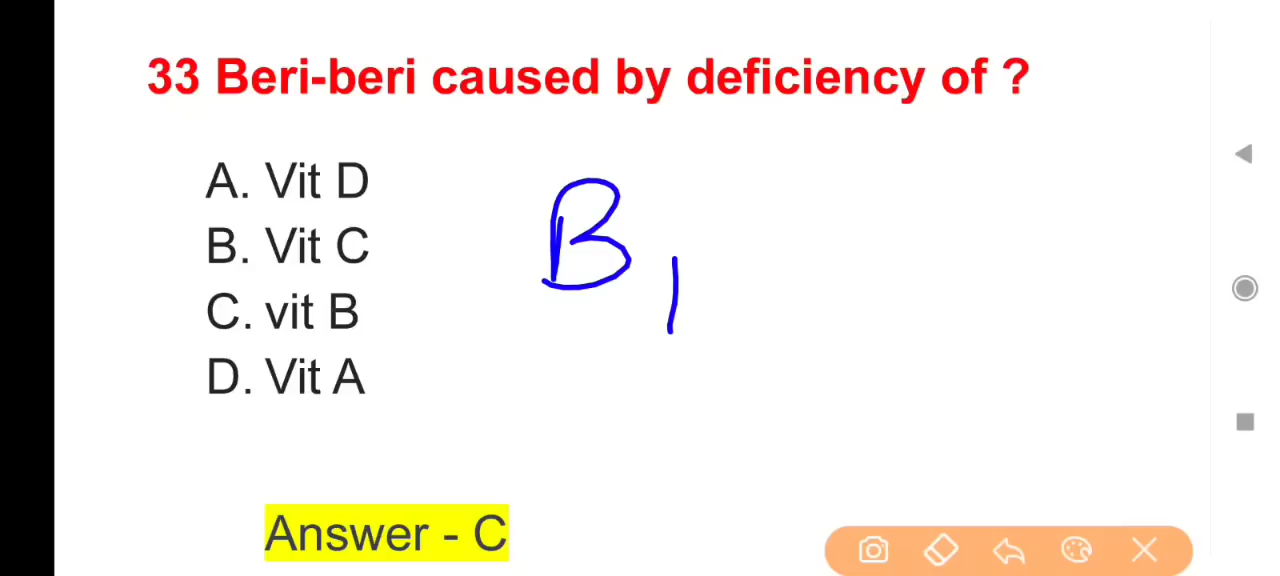 33 Beri-beri caused by deficiency of ?
A. Vit D
B. Vit C
C. vit B
D. Vit A
B1
Answer - C